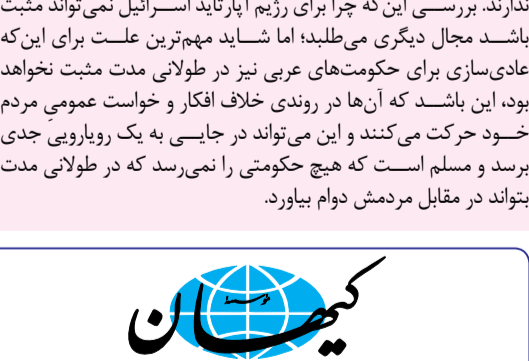 ندارند. بررسی این‌که چرا برای رژیم آپارتاید اسرائیل نمی‌تواند مثبت
باشد مجال دیگری می‌طلبد؛ اما شاید مهم‌ترین علت برای این‌که
عادی‌سازی برای حکومت‌های عربی نیز در طولانی مدت مثبت نخواهد
بود، این باشد که آن‌ها در روندی خلاف افکار و خواست عمومیِ مردم
خود حرکت می‌کنند و این می‌تواند در جایی به یک رویارویی جدی
برسد و مسلم است که هیچ حکومتی را نمی‌رسد که در طولانی مدت
بتواند در مقابل مردمش دوام بیاورد.
مؤسسه
کیهان